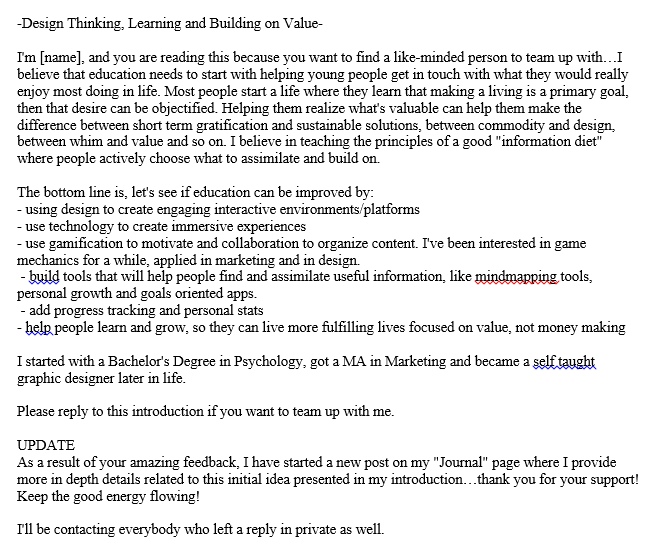 -Design Thinking, Learning and Building on Value-
I'm [name], and you are reading this because you want to find a like-minded person to team up with…I
believe that education needs to start with helping young people get in touch with what they would really
enjoy most doing in life. Most people start a life where they learn that making a living is a primary goal,
then that desire can be objectified. Helping them realize what's valuable can help them make the
difference between short term gratification and sustainable solutions, between commodity and design,
between whim and value and so on. I believe in teaching the principles of a good "information diet"
where people actively choose what to assimilate and build on.
The bottom line is, let's see if education can be improved by:
- using design to create engaging interactive environments/platforms
- use technology to create immersive experiences
- use gamification to motivate and collaboration to organize content. I've been interested in game
mechanics for a while, applied in marketing and in design.
- build tools that will help people find and assimilate useful information, like mindmapping tools,
personal growth and goals oriented apps.
- add progress tracking and personal stats
- help people learn and grow, so they can live more fulfilling lives focused on value, not money making
I started with a Bachelor's Degree in Psychology, got a MA in Marketing and became a self taught
graphic designer later in life.
Please reply to this introduction if you want to team up with me.
UPDATE
As a result of your amazing feedback, I have started a new post on my "Journal" page where I provide
more in depth details related to this initial idea presented in my introduction…thank you for your support!
Keep the good energy flowing!
I'll be contacting everybody who left a reply in private as well.